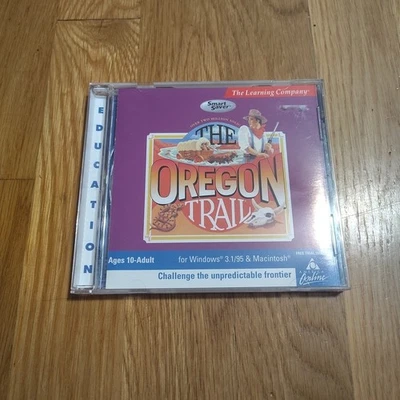 EDUCATION
The Learning Company®
Smart Saver
THE
OREGON
TRAIL
Ages 10-Adult
for Windows® 3.1/95 & Macintosh®
Challenge the unpredictable frontier